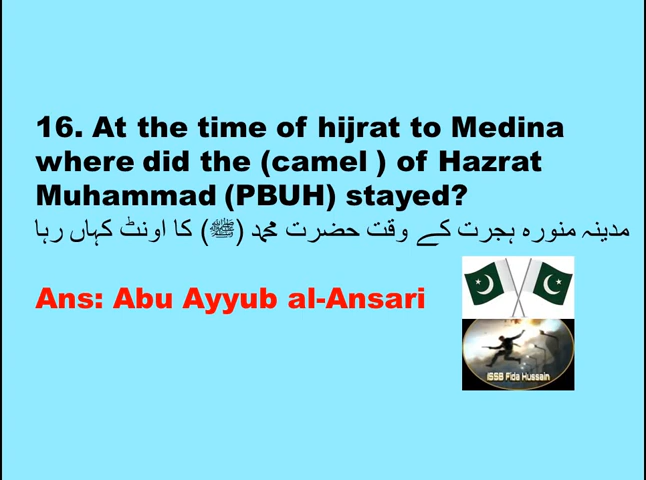 16. At the time of hijrat to Medina
where did the (camel ) of Hazrat
Muhammad (PBUH) stayed?
مدینہ منورہ ہجرت کے وقت حضرت محمد (ﷺ) کا اونٹ کہاں رہا
Ans: Abu Ayyub al-Ansari
ISSB Fida Hussain